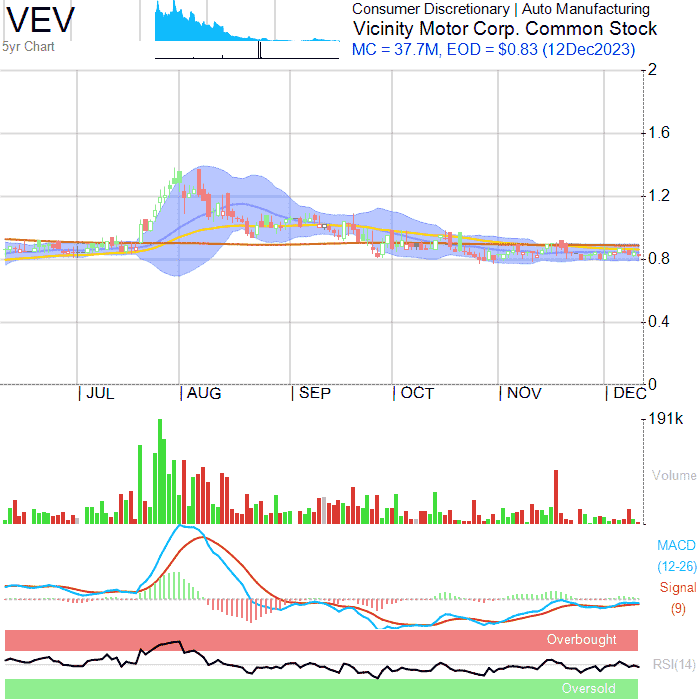 VEV
5yr Chart
Consumer Discretionary | Auto Manufacturing
Vicinity Motor Corp. Common Stock
MC = 37.7M, EOD = $0.83 (12Dec2023)
2
1.6
1.2
0.8
0.4
0
| JUL | AUG | SEP | OCT | NOV | DEC
191k
Volume
MACD
(12-26)
Signal
(9)
Overbought
RSI(14)
Oversold